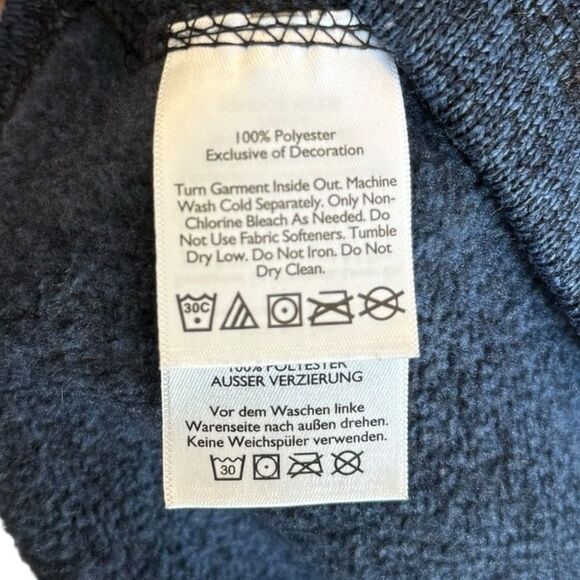 100% Polyester
Exclusive of Decoration
Turn Garment Inside Out. Machine
Wash Cold Separately. Only Non-
Chlorine Bleach As Needed. Do
Not Use Fabric Softeners. Tumble
Dry Low. Do Not Iron. Do Not
Dry Clean.
30C
100% POLYESTER
AUSSER VERZIERUNG
Vor dem Waschen linke
Warenseite nach außen drehen.
Keine Weichspüler verwenden.
30